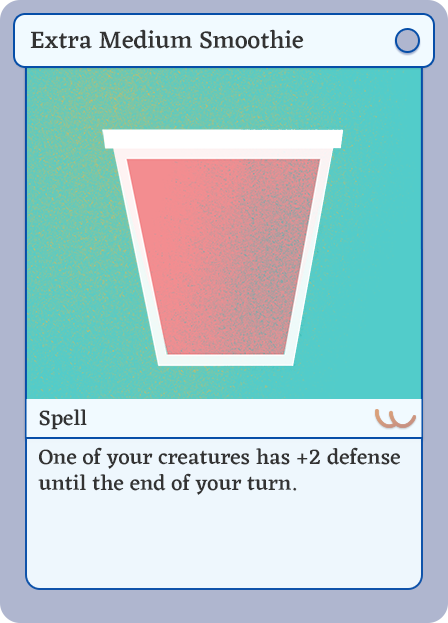 Extra Medium Smoothie
Spell
One of your creatures has +2 defense
until the end of your turn.